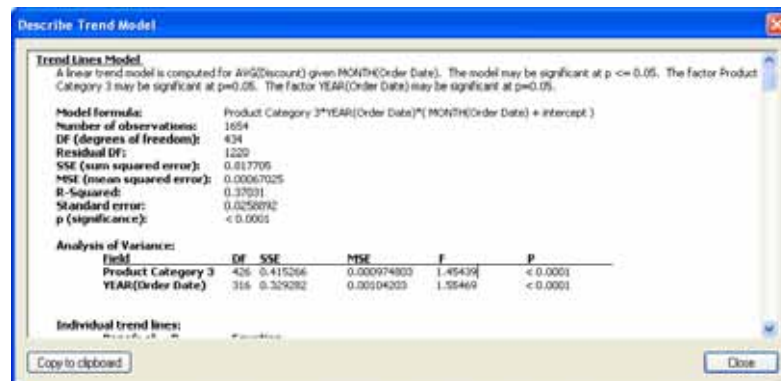 Describe Trend Model
Trend Lines Model
A linear trend model is computed for AVG(Discount) given MONTH(Order Date). The model may be significant at p <= 0.05. The factor Product
Category 3 may be significant at p=0.05. The factor YEAR(Order Date) may be significant at p=0.05.
Model formula: Product Category 3*YEAR(Order Date)*( MONTH(Order Date) + intercept )
Number of observations: 1654
DF (degrees of freedom): 434
Residual DF: 1220
SSE (sum squared error): 0.817705
MSE (mean squared error): 0.00067025
R-Squared: 0.37031
Standard error: 0.0258892
p (significance): < 0.0001
Analysis of Variance:
Field DF SSE MSE F P
Product Category 3 426 0.415266 0.000974803 1.45439 < 0.0001
YEAR(Order Date) 316 0.329282 0.00104203 1.55469 < 0.0001
Individual trend lines:
Copy to clipboard
Close